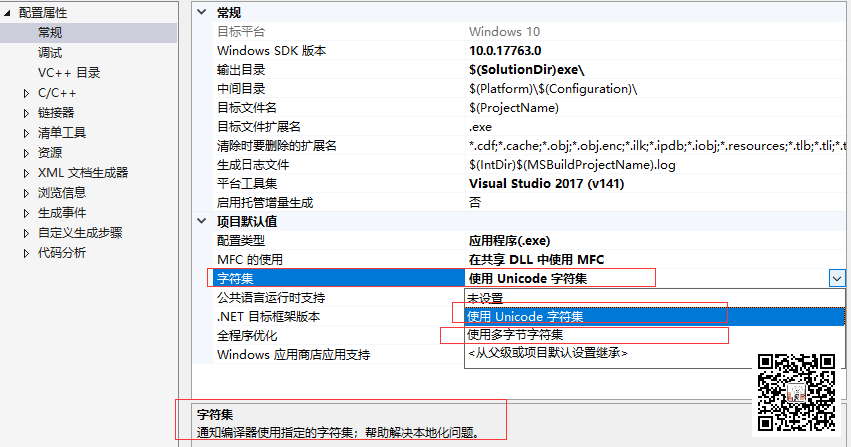 配置属性
常规
调试
VC++ 目录
C/C++
链接器
清单工具
资源
XML 文档生成器
浏览信息
生成事件
自定义生成步骤
代码分析
常规
目标平台 Windows 10
Windows SDK 版本 10.0.17763.0
输出目录 $(SolutionDir)exe\
中间目录 $(Platform)\$(Configuration)\
目标文件名 $(ProjectName)
目标文件扩展名 .exe
清除时要删除的扩展名 *.cdf;*.cache;*.obj;*.obj.enc;*.ilk;*.ipdb;*.iobj;*.resources;*.tlb;*.tli;*.t
生成日志文件 $(IntDir)$(MSBuildProjectName).log
平台工具集 Visual Studio 2017 (v141)
启用托管增量生成 否
项目默认值
配置类型 应用程序(.exe)
MFC 的使用 在共享 DLL 中使用 MFC
字符集 使用 Unicode 字符集
公共语言运行时支持 未设置
.NET 目标框架版本 使用 Unicode 字符集
全程序优化 使用多字节字符集
Windows 应用商店应用支持 <从父级或项目默认设置继承>
字符集
通知编译器使用指定的字符集；帮助解决本地化问题。